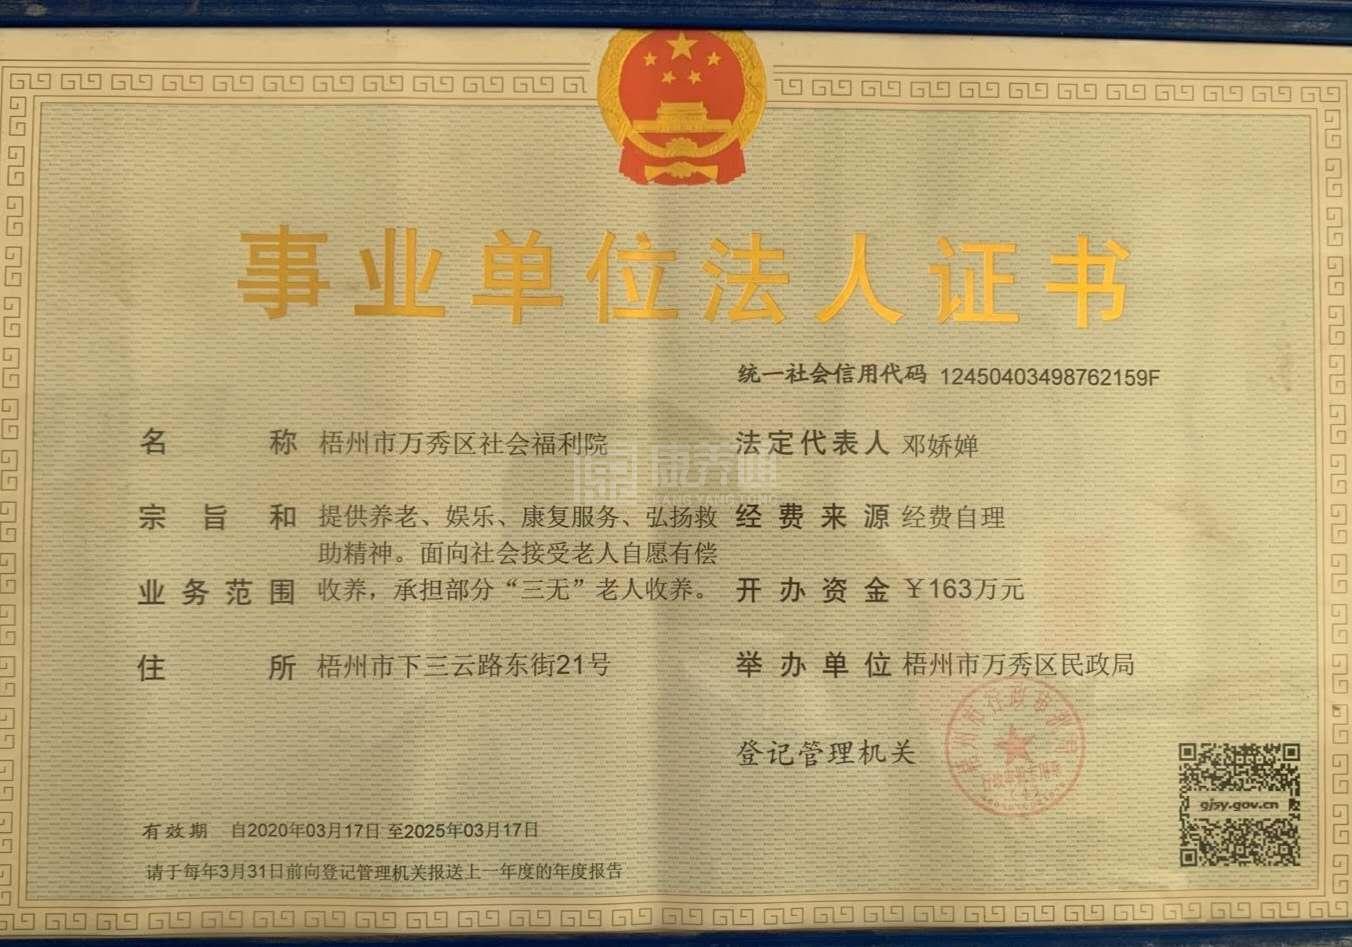 事业单位法人证书
统一社会信用代码 12450403498762159F
名称 梧州市万秀区社会福利院
法定代表人 邓娇婵
宗旨和 提供养老、娱乐、康复服务、弘扬救
助精神。面向社会接受老人自愿有偿
业务范围 收养，承担部分“三无”老人收养。
经费来源 经费自理
开办资金 ￥163万元
住所 梧州市下三云路东街21号
举办单位 梧州市万秀区民政局
登记管理机关
有效期 自2020年03月17日 至2025年03月17日
请于每年3月31日前向登记管理机关报送上一年度的年度报告
gjsy.gov.cn
康养通
KANG YANG TONG